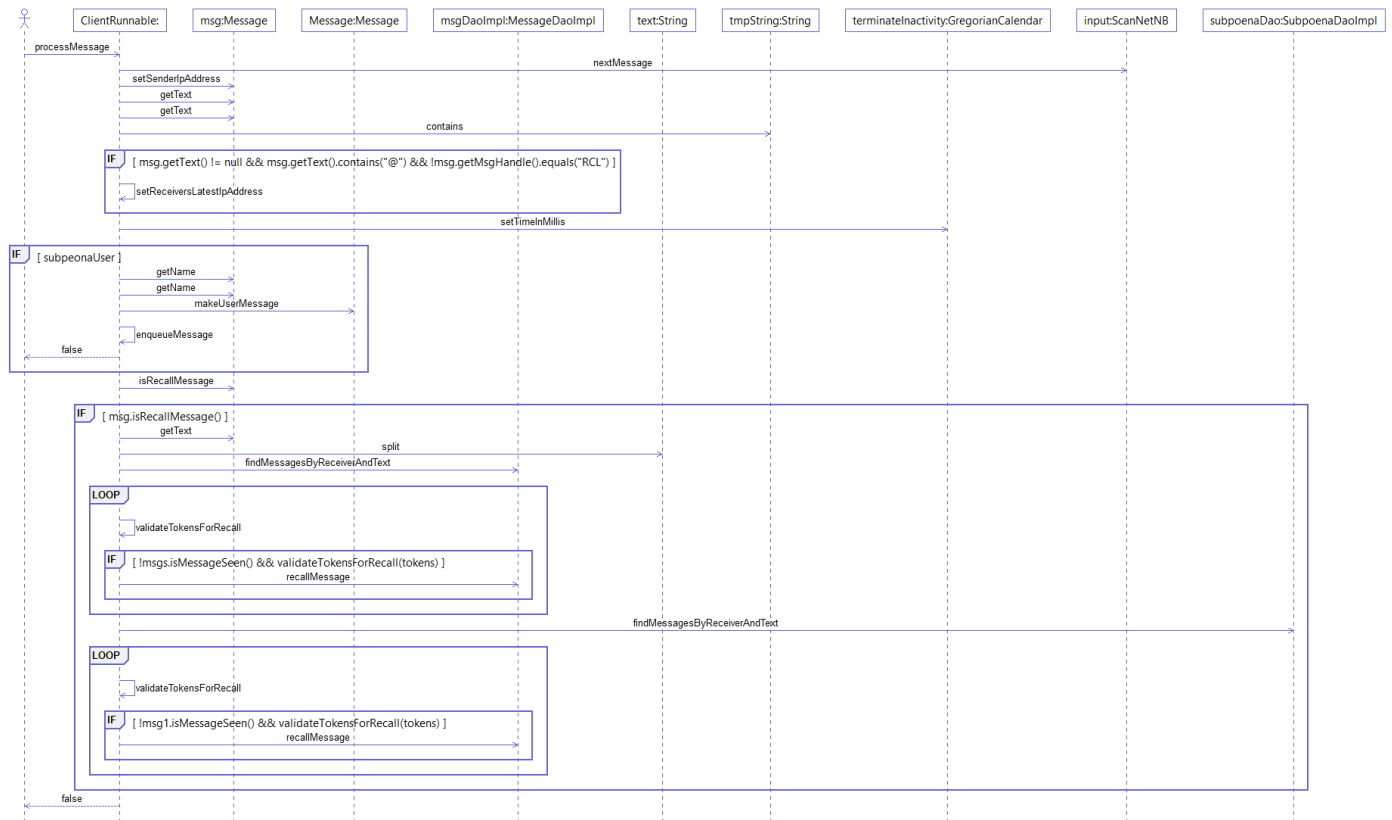 ClientRunnable: msg:Message Message:Message msgDaoImpl:MessageDaoImpl text:String tmpString:String terminateInactivity:GregorianCalendar input:ScanNetNB subpoenaDao:SubpoenaDaoImpl
processMessage
nextMessage
setSenderIpAddress
getText
getText
contains
IF [ msg.getText() != null && msg.getText().contains("@") && !msg.getMsgHandle().equals("RCL") ]
setReceiversLatestIpAddress
setTimeInMillis
IF [ subpeonaUser ]
getName
getName
makeUserMessage
enqueueMessage
false
isRecallMessage
IF [ msg.isRecallMessage() ]
getText
split
findMessagesByReceiverAndText
LOOP
validateTokensForRecall
IF [ !msgs.isMessageSeen() && validateTokensForRecall(tokens) ]
recallMessage
findMessagesByReceiverAndText
LOOP
validateTokensForRecall
IF [ !msg1.isMessageSeen() && validateTokensForRecall(tokens) ]
recallMessage
false